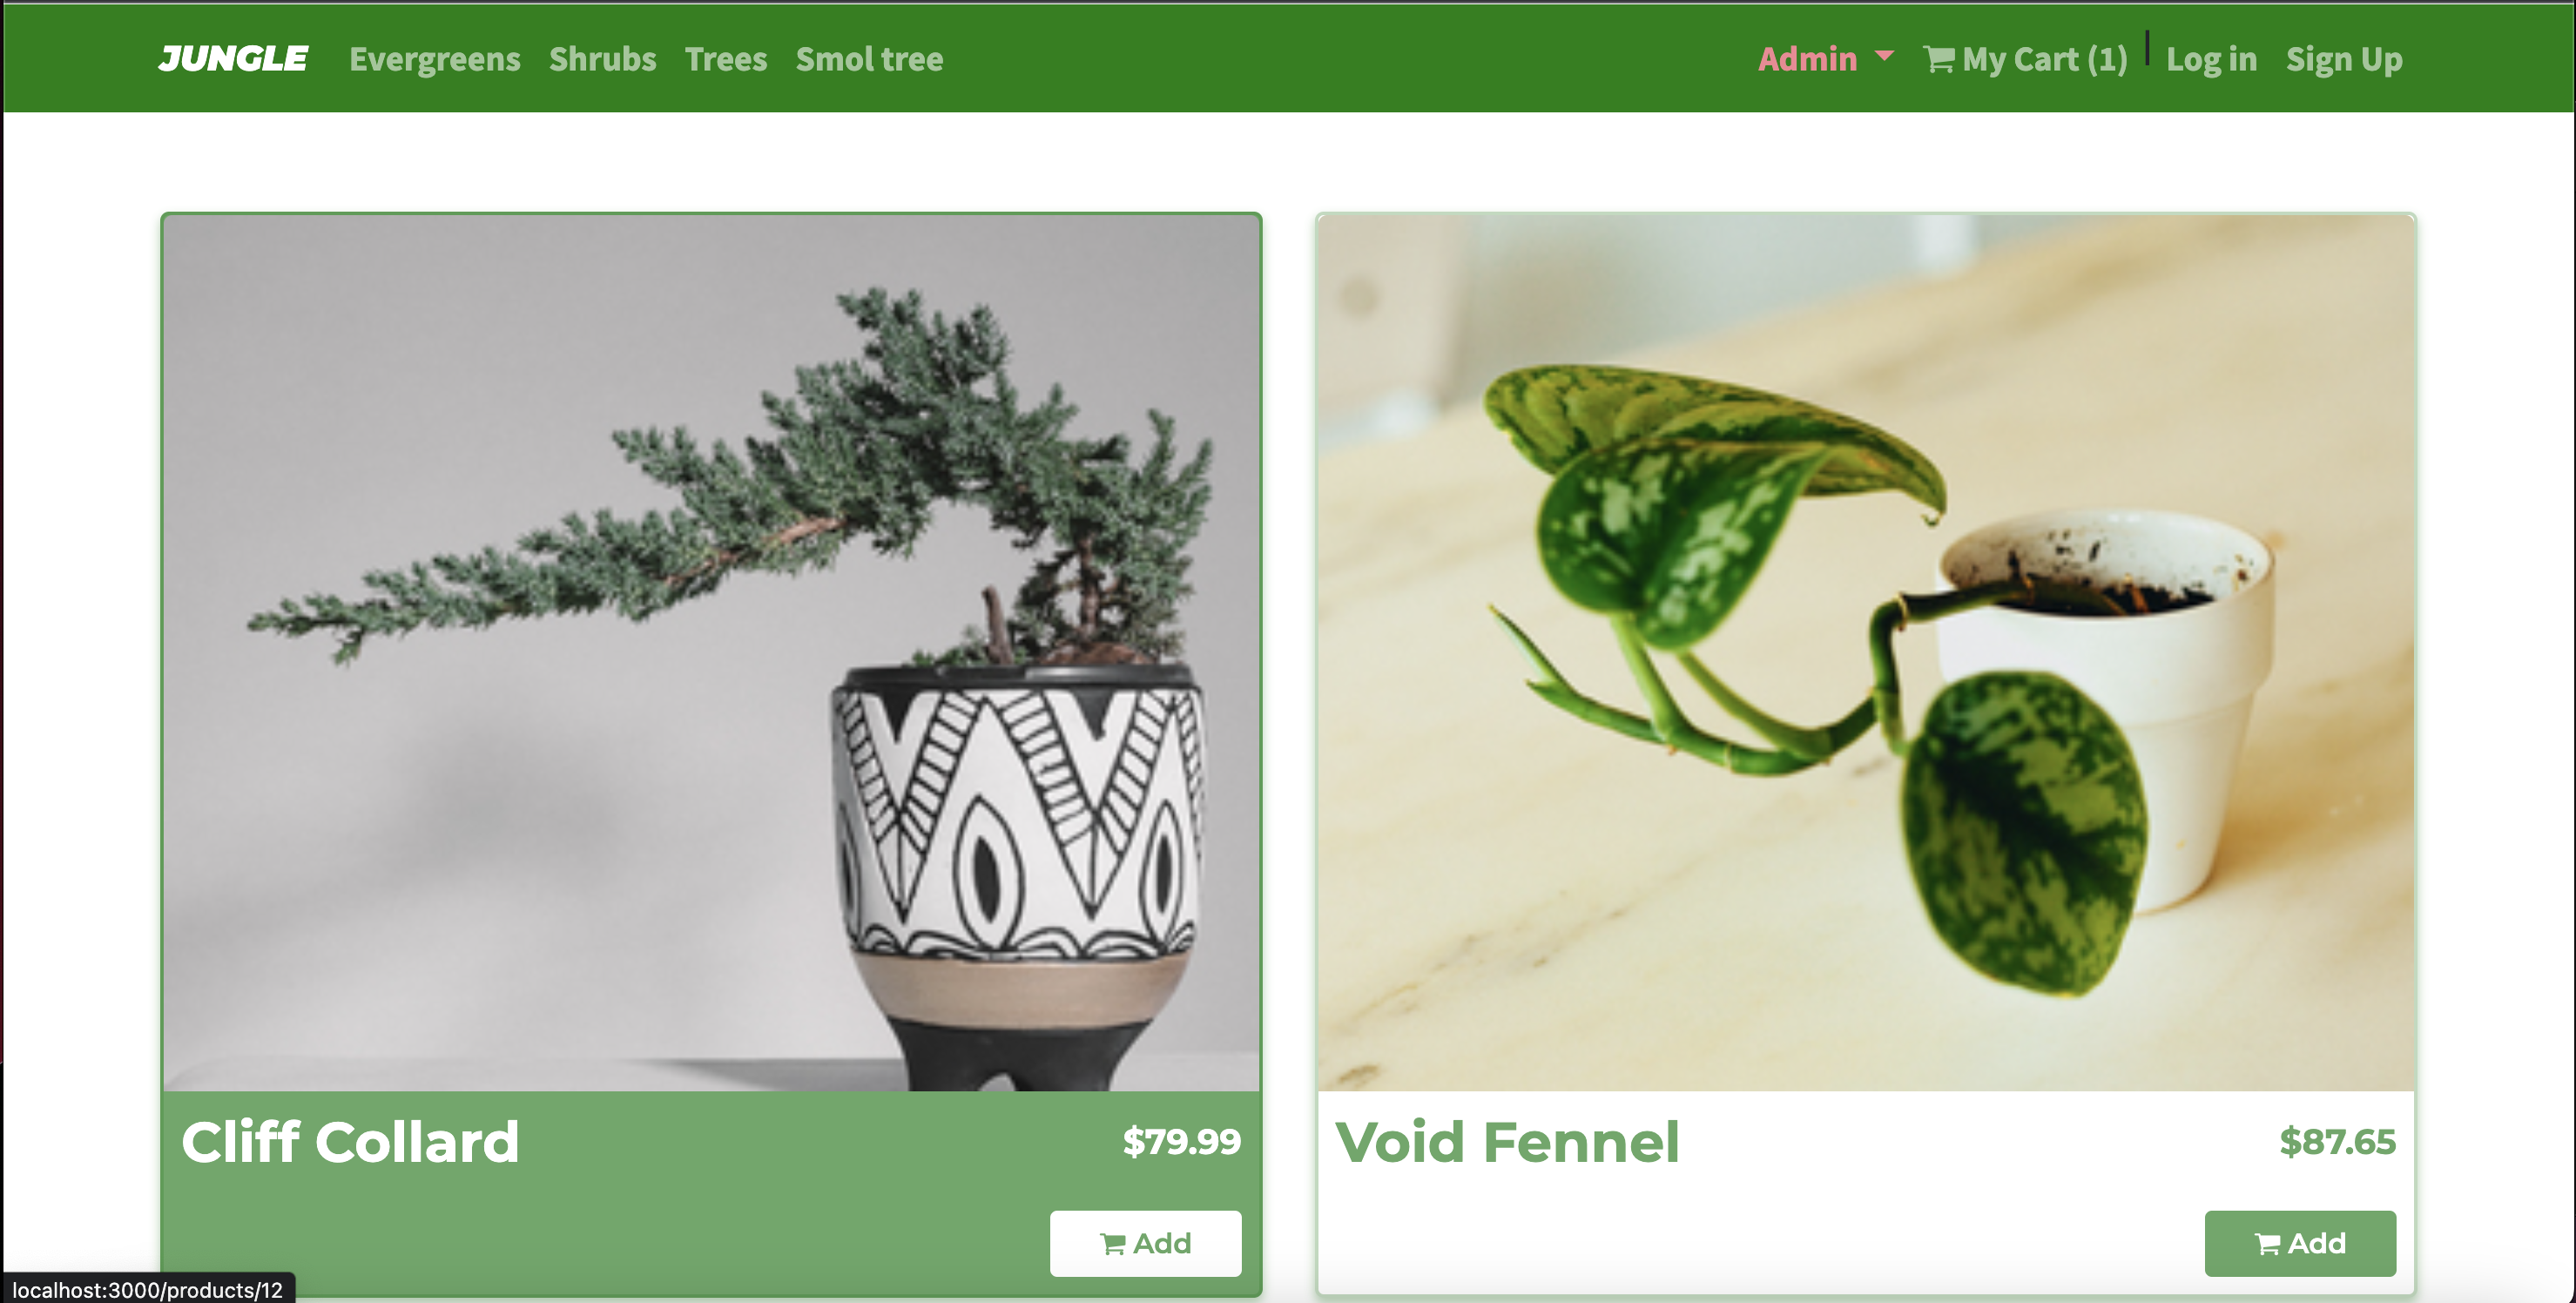 JUNGLE Evergreens Shrubs Trees Smol tree Admin My Cart (1) | Log in Sign Up
Cliff Collard $79.99
Add
Void Fennel $87.65
Add
localhost:3000/products/12